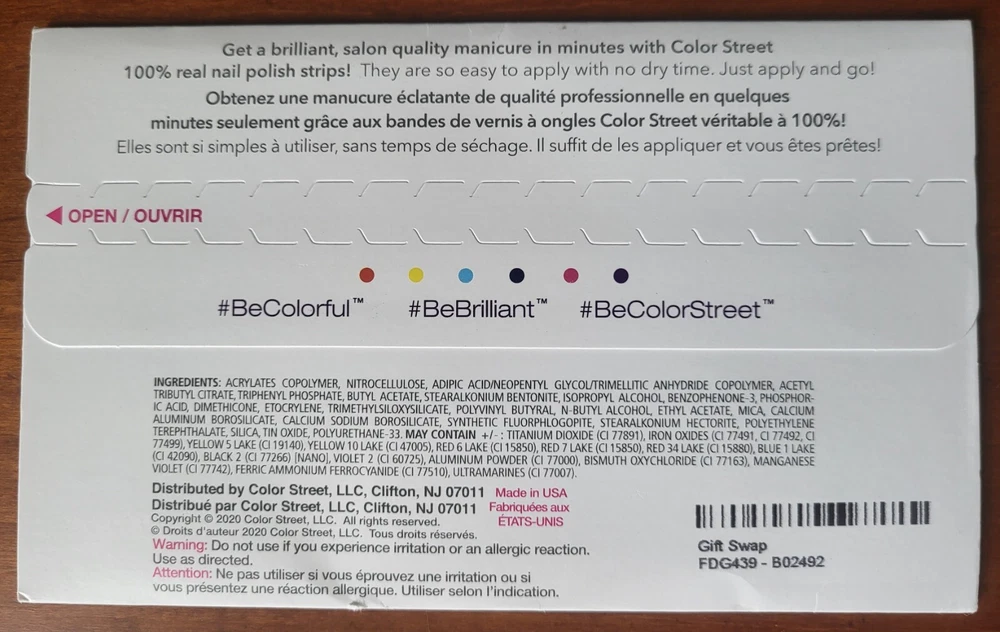 Get a brilliant, salon quality manicure in minutes with Color Street
100% real nail polish strips! They are so easy to apply with no dry time. Just apply and go!
Obtenez une manucure éclatante de qualité professionnelle en quelques
minutes seulement grâce aux bandes de vernis à ongles Color Street véritable à 100%!
Elles sont si simples à utiliser, sans temps de séchage. Il suffit de les appliquer et vous êtes prêtes!
OPEN / OUVRIR
#BeColorful™ #BeBrilliant™ #BeColorStreet™
INGREDIENTS: ACRYLATES COPOLYMER, NITROCELLULOSE, ADIPIC ACID/NEOPENTYL GLYCOL/TRIMELLITIC ANHYDRIDE COPOLYMER, ACETYL
TRIBUTYL CITRATE, TRIPHENYL PHOSPHATE, BUTYL ACETATE, STEARALKONIUM BENTONITE, ISOPROPYL ALCOHOL, BENZOPHENONE-3, PHOSPHOR-
IC ACID, DIMETHICONE, ETOCRYLENE, TRIMETHYLSILOXYSILICATE, POLYVINYL BUTYRAL, N-BUTYL ALCOHOL, ETHYL ACETATE, MICA, CALCIUM
ALUMINUM BOROSILICATE, CALCIUM SODIUM BOROSILICATE, SYNTHETIC FLUORPHLOGOPITE, STEARALKONIUM HECTORITE, POLYETHYLENE
TEREPHTHALATE, SILICA, TIN OXIDE, POLYURETHANE-33. MAY CONTAIN +/- : TITANIUM DIOXIDE (CI 77891), IRON OXIDES (CI 77491, CI 77492, CI
77499), YELLOW 5 LAKE (CI 19140), YELLOW 10 LAKE (CI 47005), RED 6 LAKE (CI 15850), RED 7 LAKE (CI 15850), RED 34 LAKE (CI 15880), BLUE 1 LAKE
(CI 42090), BLACK 2 (CI 77266) [NANO], VIOLET 2 (CI 60725), ALUMINUM POWDER (CI 77000), BISMUTH OXYCHLORIDE (CI 77163), MANGANESE
VIOLET (CI 77742), FERRIC AMMONIUM FERROCYANIDE (CI 77510), ULTRAMARINES (CI 77007).
Distributed by Color Street, LLC, Clifton, NJ 07011
Distribué par Color Street, LLC, Clifton, NJ 07011
Made in USA
Fabriquées aux
ÉTATS-UNIS
Copyright © 2020 Color Street, LLC. All rights reserved.
© Droits d'auteur 2020 Color Street, LLC. Tous droits réservés.
Warning: Do not use if you experience irritation or an allergic reaction.
Use as directed.
Attention: Ne pas utiliser si vous éprouvez une irritation ou si
vous présentez une réaction allergique. Utiliser selon l'indication.
Gift Swap
FDG439 - B02492